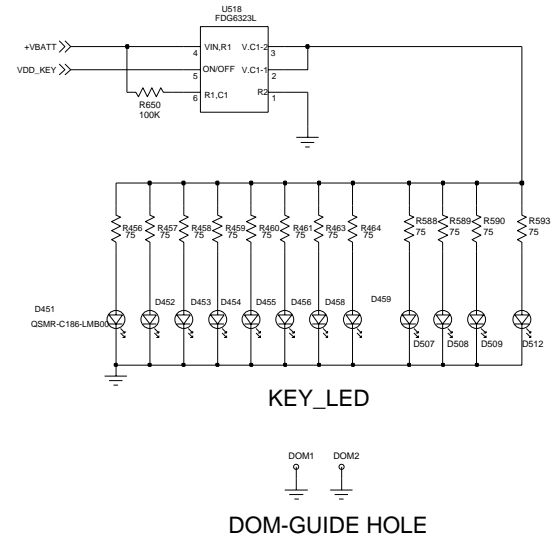 U518
FDG6323L
+VBATT
VDD_KEY
4 VIN,R1 V.C1-2 3
5 ON/OFF V.C1-1 2
6 R1,C1 R2 1
R650
100K
R456 R457 R458 R459 R460 R461 R463 R464 R588 R589 R590 R593
75 75 75 75 75 75 75 75 75 75 75 75
D451 D452 D453 D454 D455 D456 D458 D459
QSMR-C186-LMB00
D507 D508 D509 D512
KEY_LED
DOM1 DOM2
DOM-GUIDE HOLE